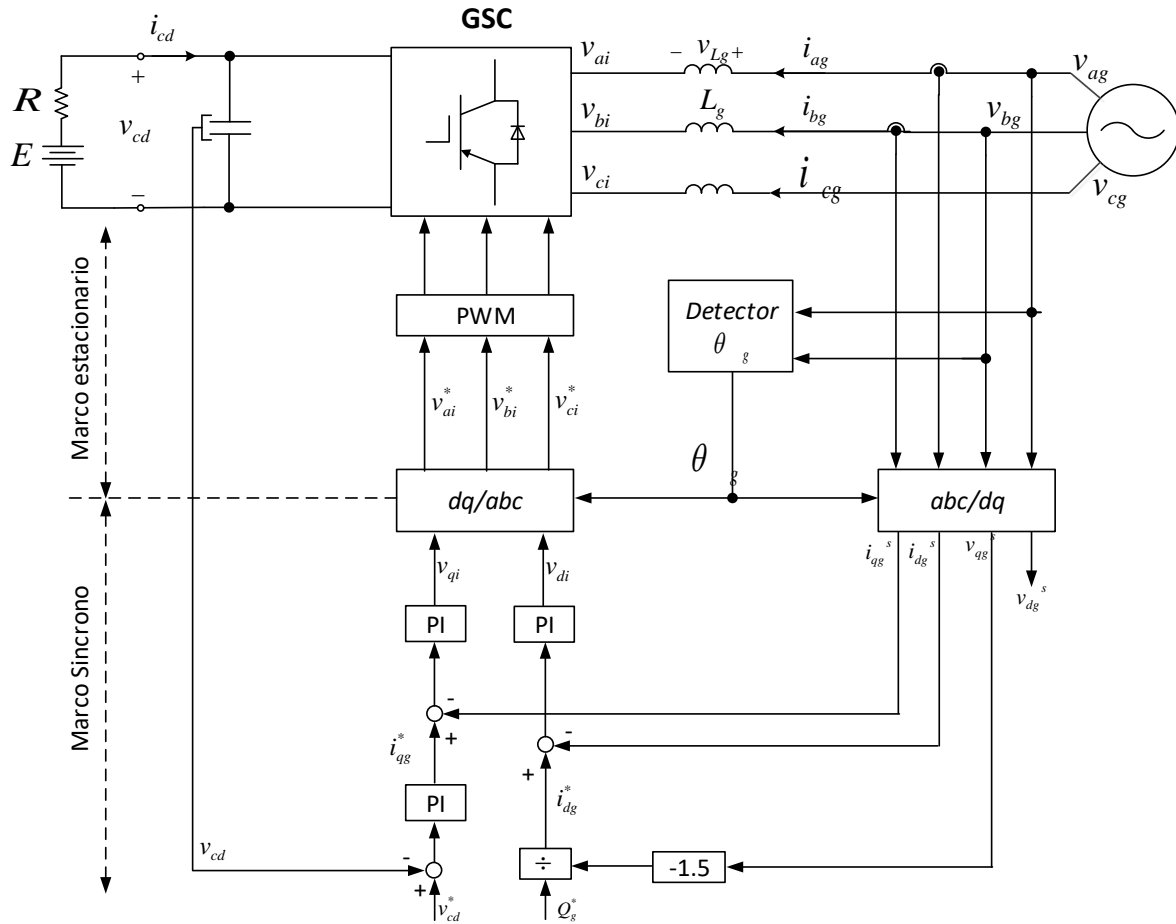 GSC
i_cd
v_ai
− v_Lg +
i_ag
v_ag
+
R
v_cd
v_bi
L_g
i_bg
v_bg
E
v_ci
i_cg
v_cg
−
Marco estacionario
PWM
Detector
θ_g
v*_ai
v*_bi
v*_ci
θ_g
dq/abc
abc/dq
i_qg^s
i_dg^s
v_qg^s
v_dg^s
v_qi
v_di
Marco Sincrono
PI
PI
-
+
-
+
i*_qg
i*_dg
PI
v_cd
-
+
÷
-1.5
v*_cd
Q*_g